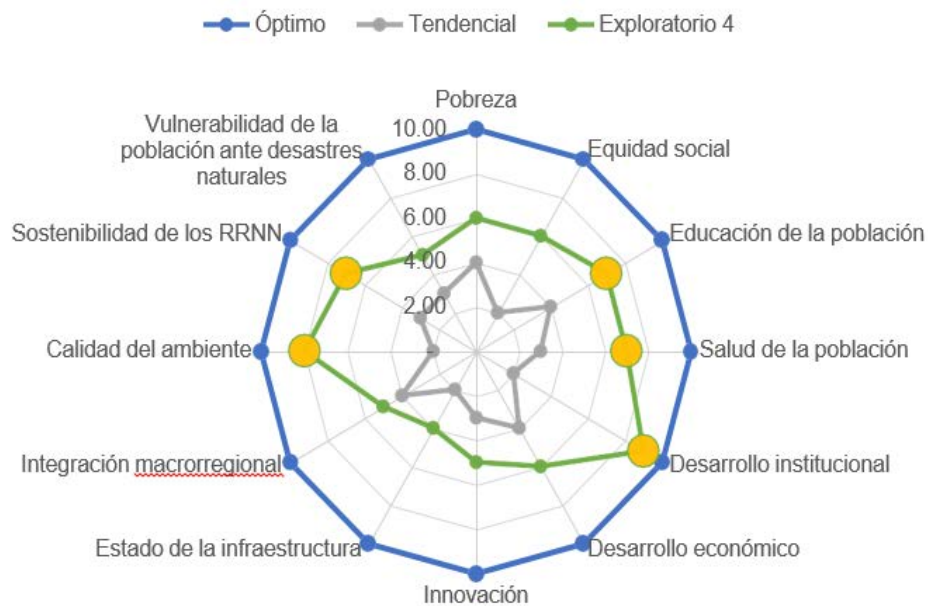 Óptimo
Tendencial
Exploratorio 4
Pobreza
10.00
8.00
6.00
4.00
2.00
Equidad social
Educación de la población
Salud de la población
Desarrollo institucional
Desarrollo económico
Innovación
Estado de la infraestructura
Integración macrorregional
Calidad del ambiente
Sostenibilidad de los RRNN
Vulnerabilidad de la
población ante desastres
naturales